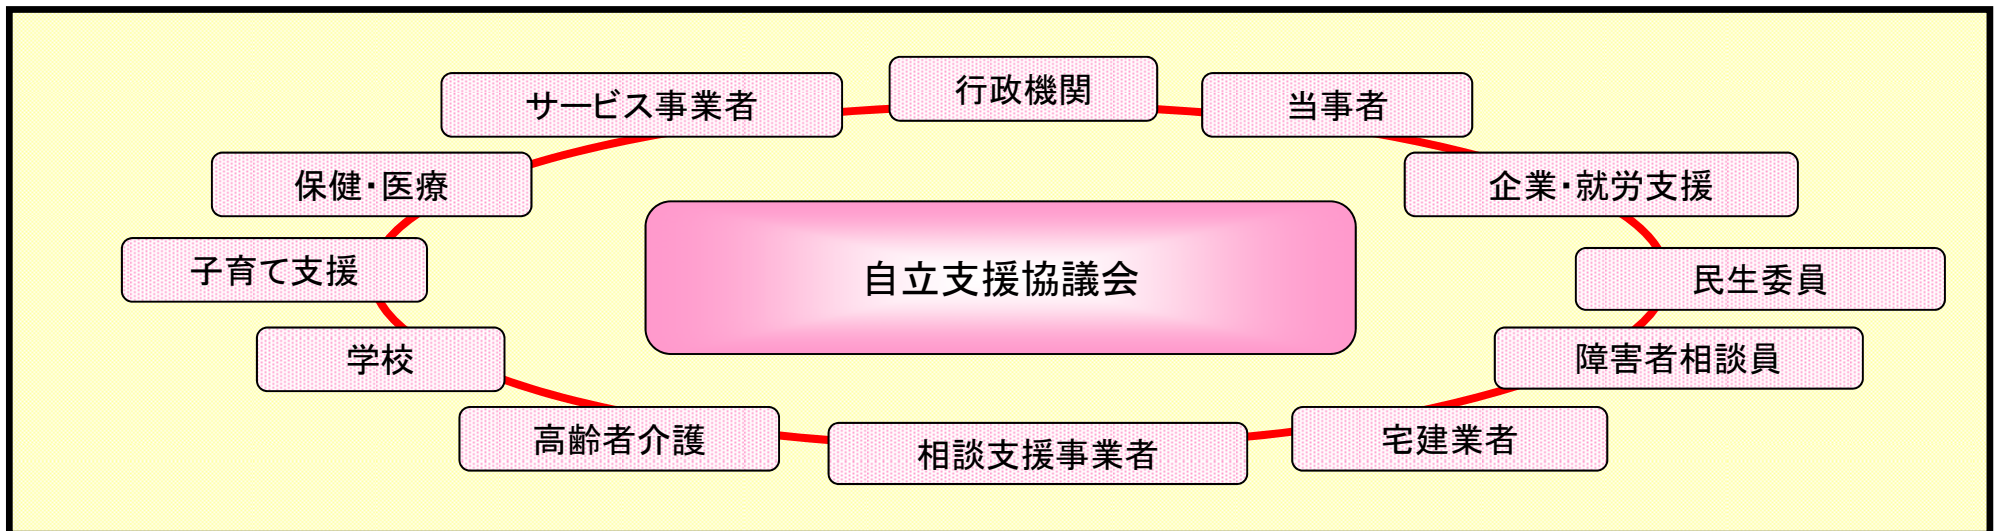 行政機関
サービス事業者
当事者
保健・医療
企業・就労支援
子育て支援
自立支援協議会
民生委員
学校
障害者相談員
高齢者介護
相談支援事業者
宅建業者